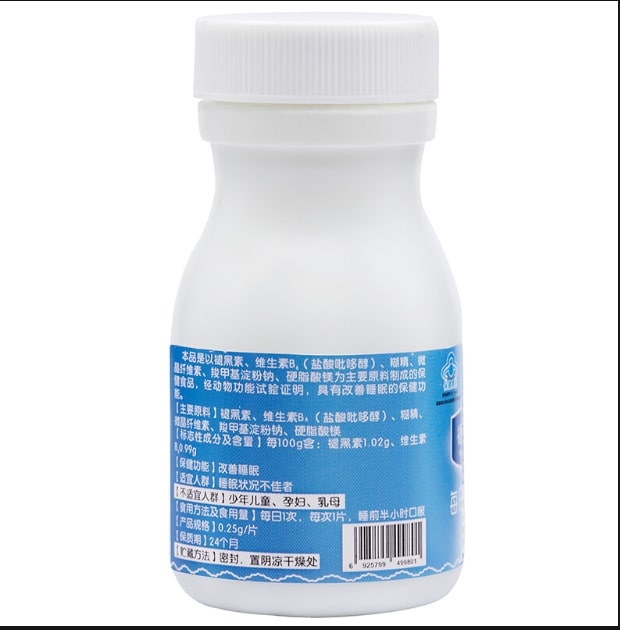 本品是以褪黑素、维生素B₆（盐酸吡哆醇）、糊精、微
晶纤维素、羧甲基淀粉钠、硬脂酸镁为主要原料制成的保
健食品，经动物功能试验证明，具有改善睡眠的保健功
能。
【主要原料】褪黑素、维生素B₆（盐酸吡哆醇）、糊精、
微晶纤维素、羧甲基淀粉钠、硬脂酸镁
【标志性成分及含量】每100g含：褪黑素1.02g、维生素
B₆0.99g
【保健功能】改善睡眠
【适宜人群】睡眠状况不佳者
【不适宜人群】少年儿童、孕妇、乳母
【食用方法及食用量】每日1次，每次1片，睡前半小时口服
【产品规格】0.25g/片
【保质期】24个月
【贮藏方法】密封，置阴凉干燥处
6 925799 499801
每